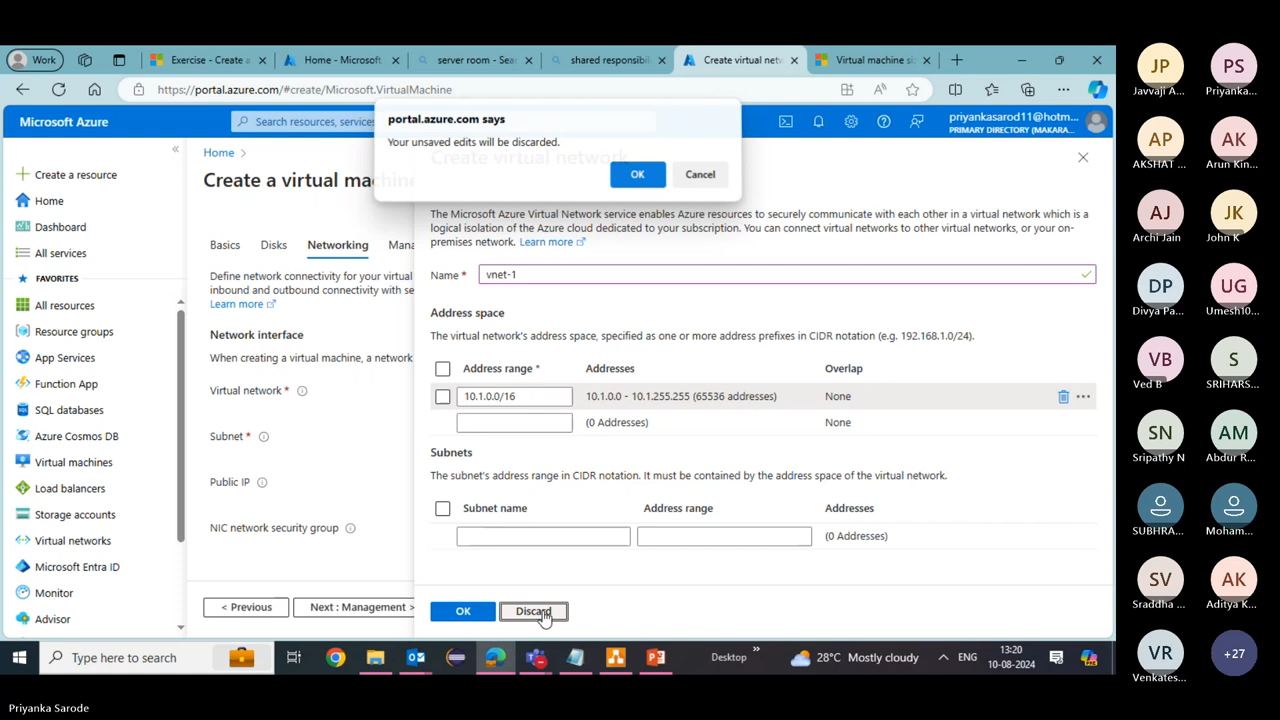 Work
Exercise - Create a
Home - Microsoft
server room - Sea
shared responsibil
Create virtual netw
Virtual machine si
https://portal.azure.com/#create/Microsoft.VirtualMachine
Microsoft Azure
Search resources, services
priyankasarod11@hotm...
PRIMARY DIRECTORY (MAKARA...
portal.azure.com says
Your unsaved edits will be discarded.
OK
Cancel
Create a resource
Home
Dashboard
All services
FAVORITES
All resources
Resource groups
App Services
Function App
SQL databases
Azure Cosmos DB
Virtual machines
Load balancers
Storage accounts
Virtual networks
Microsoft Entra ID
Monitor
Advisor
Home >
Create a virtual machine
Basics Disks Networking Mana
Define network connectivity for your virtual
inbound and outbound connectivity with se
Learn more
Network interface
When creating a virtual machine, a network
Virtual network *
Subnet *
Public IP
NIC network security group
< Previous
Next : Management >
Create virtual network
The Microsoft Azure Virtual Network service enables Azure resources to securely communicate with each other in a virtual network which is a
logical isolation of the Azure cloud dedicated to your subscription. You can connect virtual networks to other virtual networks, or your on-
premises network. Learn more
Name * vnet-1
Address space
The virtual network's address space, specified as one or more address prefixes in CIDR notation (e.g. 192.168.1.0/24).
Address range * Addresses Overlap
10.1.0.0/16 10.1.0.0 - 10.1.255.255 (65536 addresses) None
(0 Addresses) None
Subnets
The subnet's address range in CIDR notation. It must be contained by the address space of the virtual network.
Subnet name Address range Addresses
(0 Addresses)
OK
Discard
Type here to search
Desktop
28°C Mostly cloudy
ENG
13:20
10-08-2024
JP
Javvaji A...
PS
Priyanka...
AP
AKSHAT ...
AK
Arun Kin...
AJ
Archi Jain
JK
John K
DP
Divya Pa...
UG
Umesh10...
VB
Ved B
S
SRIHARS...
SN
Sripathy N
AM
Abdur R...
SUBHRA...
Moham...
SV
Sraddha ...
AK
Aditya K...
VR
Venkates...
+27
Priyanka Sarode